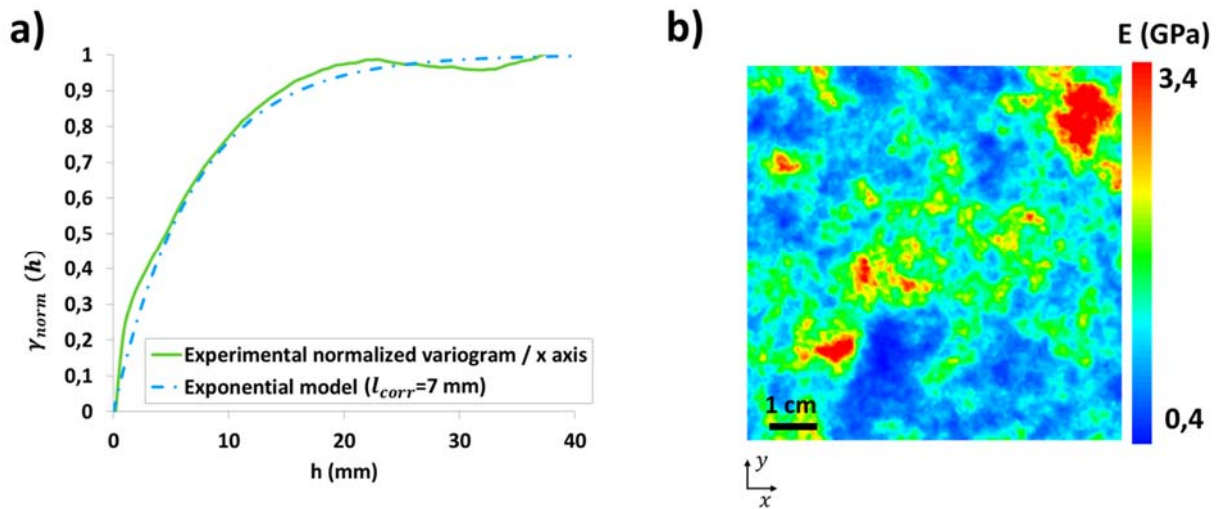 a)
1
0,9
0,8
0,7
0,6
0,5
0,4
0,3
0,2
0,1
0
γnorm (h)
0 10 20 30 40
h (mm)
Experimental normalized variogram / x axis
Exponential model (lcorr=7 mm)
b)
E (GPa)
3,4
0,4
1 cm
y
x